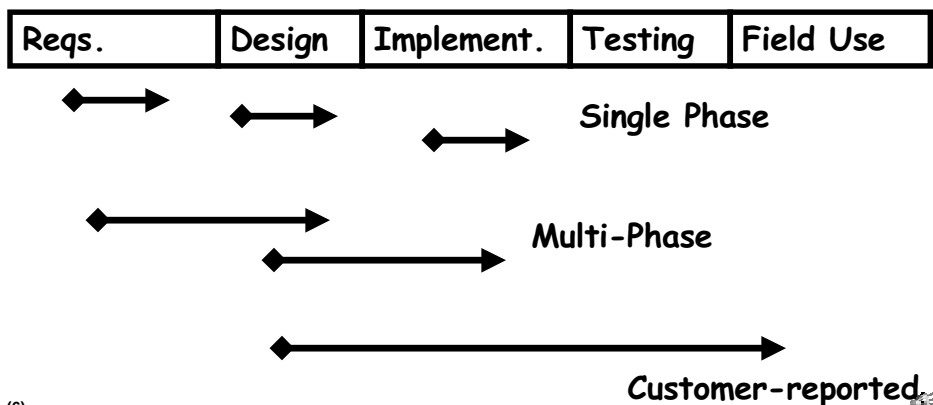 Reqs. Design Implement. Testing Field Use
Single Phase
Multi-Phase
Customer-reported.